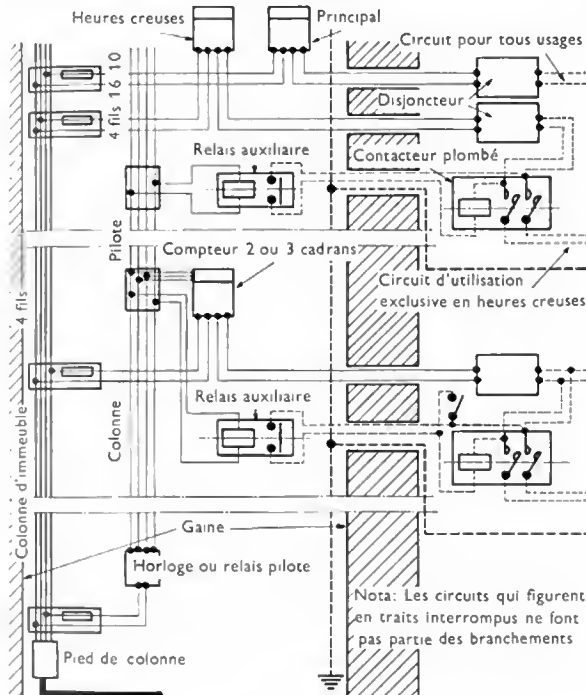 Heures creuses
Principal
Circuit pour tous usages
16 10
4 fils
Disjoncteur
Relais auxiliaire
Contacteur plombé
Pilote
Compteur 2 ou 3 cadrans
Circuit d'utilisation
exclusive en heures creuses
Colonne d'immeuble 4 fils
Relais auxiliaire
Colonne
Gaine
Horloge ou relais pilote
Nota: Les circuits qui figurent
en traits interrompus ne font
pas partie des branchements
Pied de colonne